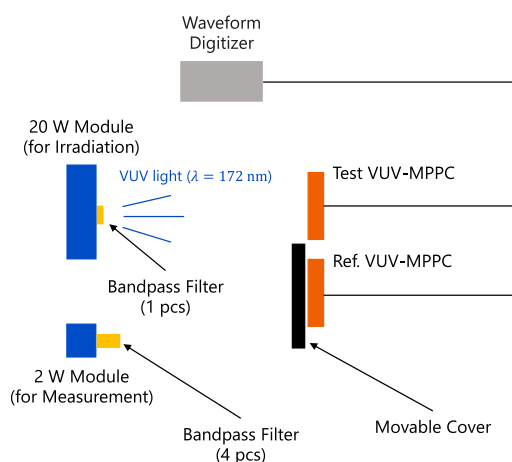 Waveform
Digitizer
20 W Module
(for Irradiation)
VUV light (λ = 172 nm)
Test VUV-MPPC
Ref. VUV-MPPC
Bandpass Filter
(1 pcs)
2 W Module
(for Measurement)
Movable Cover
Bandpass Filter
(4 pcs)